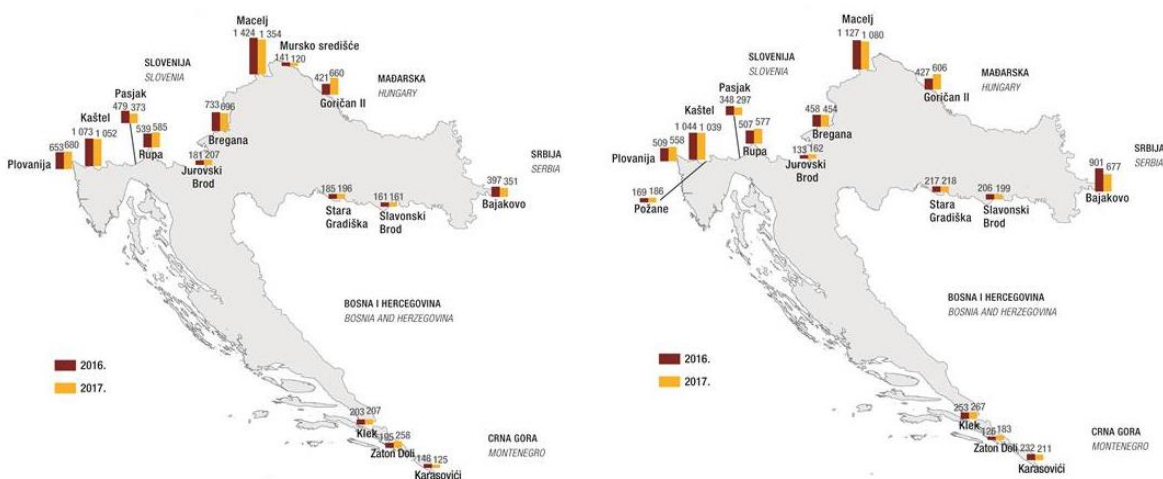 Macelj
1 424 1 354
Mursko središće
141 120
SLOVENIJA
SLOVENIA
421 660
Goričan II
MAĐARSKA
HUNGARY
Pasjak
479 373
Kaštel
1 073 1 052
539 585
Rupa
733 696
Bregana
Plovanija
653 680
181 207
Jurovski
Brod
SRBIJA
SERBIA
397 351
Bajakovo
185 196
Stara
Gradiška
161 161
Slavonski
Brod
BOSNA I HERCEGOVINA
BOSNIA AND HERZEGOVINA
2016.
2017.
203 207
Klek
195 258
Zaton Doli
CRNA GORA
MONTENEGRO
146 125
Karasovići
Macelj
1 127 1 080
SLOVENIJA
SLOVENIA
427 606
Goričan II
MAĐARSKA
HUNGARY
Pasjak
348 297
Kaštel
1 044 1 039
507 577
Rupa
458 454
Bregana
Plovanija
509 558
133 162
Jurovski
Brod
SRBIJA
SERBIA
901 677
Bajakovo
169 186
Požane
217 218
Stara
Gradiška
206 199
Slavonski
Brod
BOSNA I HERCEGOVINA
BOSNIA AND HERZEGOVINA
2016.
2017.
253 267
Klek
126 183
Zaton Doli
CRNA GORA
MONTENEGRO
232 211
Karasovići